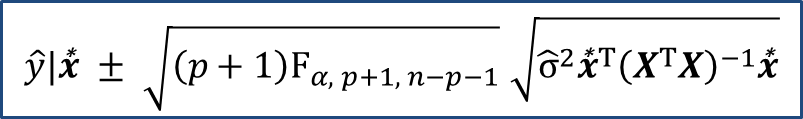 ŷ|x̽ ± √((p + 1)F_{α, p+1, n−p−1}) √(σ̂² x̽ᵀ(XᵀX)⁻¹x̽)